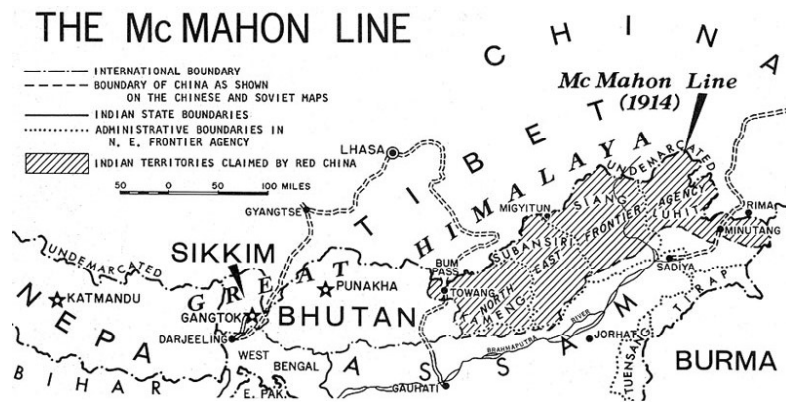 THE McMAHON LINE
INTERNATIONAL BOUNDARY
BOUNDARY OF CHINA AS SHOWN
ON THE CHINESE AND SOVIET MAPS
INDIAN STATE BOUNDARIES
ADMINISTRATIVE BOUNDARIES IN
N. E. FRONTIER AGENCY
INDIAN TERRITORIES CLAIMED BY RED CHINA
50 0 50 100 MILES
CHINA
McMahon Line
(1914)
TIBET
LHASA
GYANGTSE
GREAT HIMALAYA
UNDEMARCATED
MIGYITUN
SIANG
SUBANSIRI
NORTH EAST FRONTIER AGENCY
LUHIT
KAMENG
RIMA
MINUTANG
SADIYA
TIRAP
TUENSANG
UNDEMARCATED
SIKKIM
NEPA
KATMANDU
GANGTOK
PUNAKHA
BHUTAN
BUM
PASS
TOWANG
DARJEELING
WEST
BENGAL
BIHAR
E. PAK.
ASSAM
GAUHATI
BRAHMAPUTRA RIVER
JORHAT
BURMA